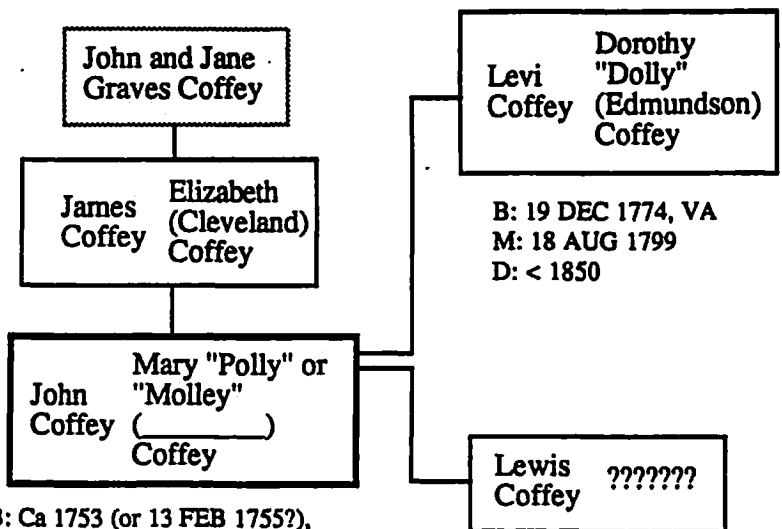 John and Jane
Graves Coffey
James Coffey
Elizabeth (Cleveland) Coffey
John Coffey
Mary "Polly" or "Molley" (________) Coffey
: Ca 1753 (or 13 FEB 1755?),
Levi Coffey
Dorothy "Dolly" (Edmundson) Coffey
B: 19 DEC 1774, VA
M: 18 AUG 1799
D: < 1850
Lewis Coffey
???????